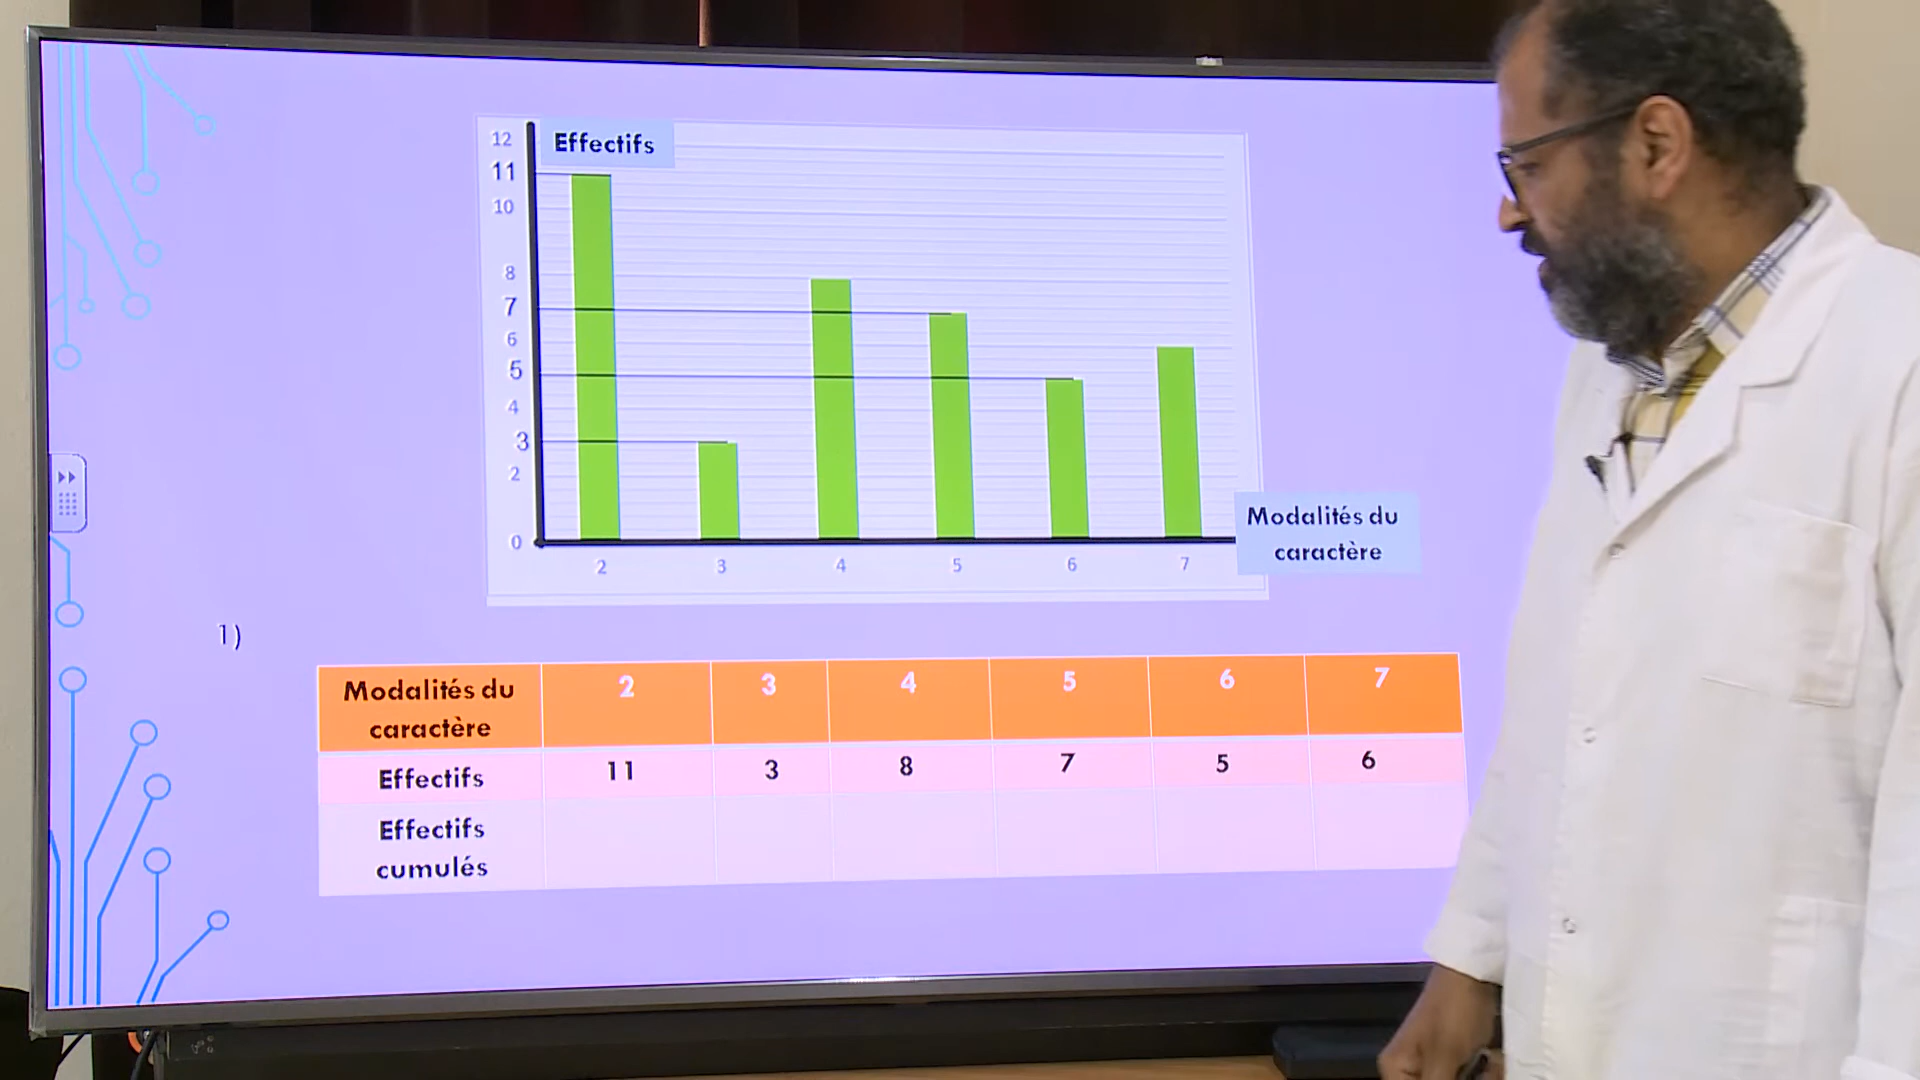 Effectifs
12
11
10
8
7
6
5
4
3
2
0
2 3 4 5 6 7
Modalités du
caractère
1)
Modalités du
caractère
2 3 4 5 6 7
Effectifs 11 3 8 7 5 6
Effectifs
cumulés